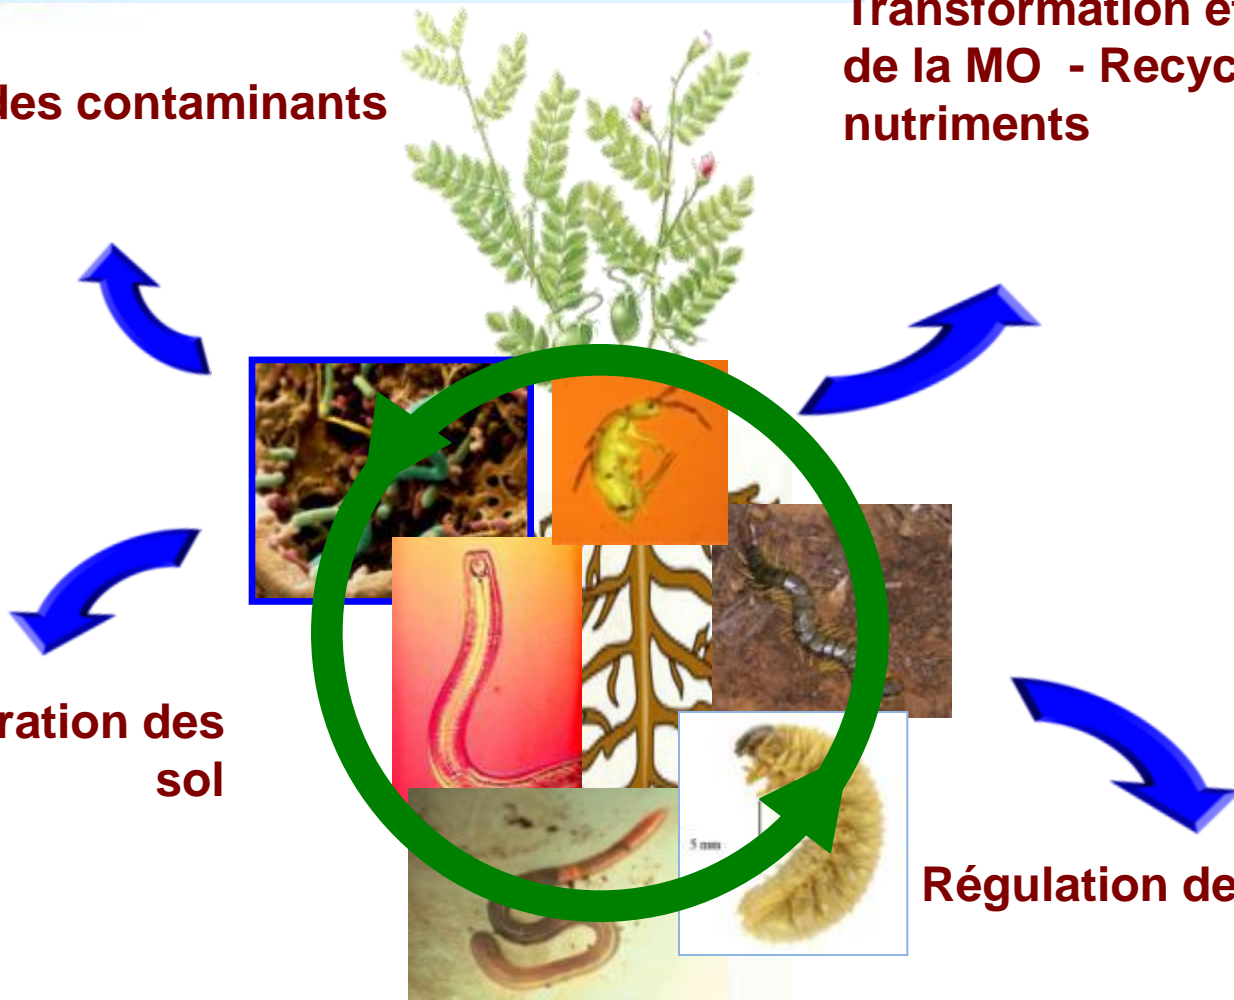 Transformation et
de la MO - Recyc
nutriments
des contaminants
ration des
sol
5 mm
Régulation de